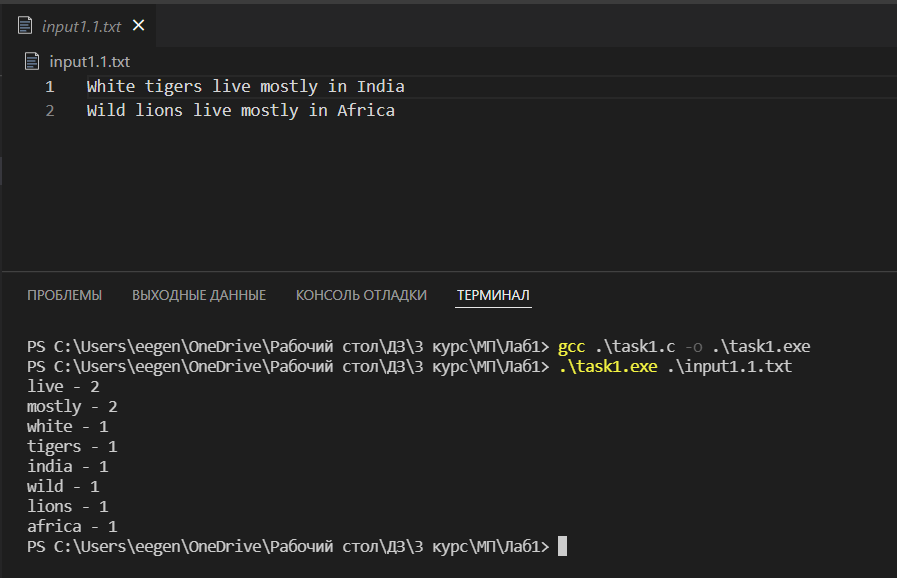 input1.1.txt ×
input1.1.txt
1 White tigers live mostly in India
2 Wild lions live mostly in Africa
ПРОБЛЕМЫ ВЫХОДНЫЕ ДАННЫЕ КОНСОЛЬ ОТЛАДКИ ТЕРМИНАЛ
PS C:\Users\eegen\OneDrive\Рабочий стол\ДЗ\3 курс\МП\Лаб1> gcc .\task1.c -o .\task1.exe
PS C:\Users\eegen\OneDrive\Рабочий стол\ДЗ\3 курс\МП\Лаб1> .\task1.exe .\input1.1.txt
live - 2
mostly - 2
white - 1
tigers - 1
india - 1
wild - 1
lions - 1
africa - 1
PS C:\Users\eegen\OneDrive\Рабочий стол\ДЗ\3 курс\МП\Лаб1>